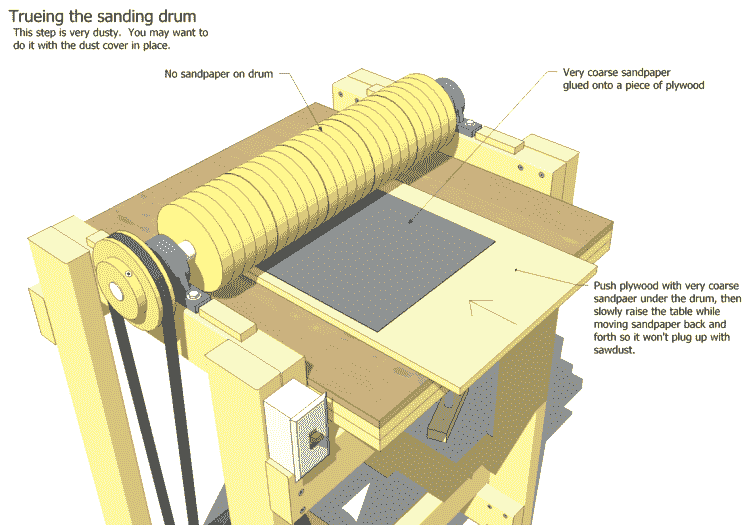 Trueing the sanding drum
This step is very dusty. You may want to
do it with the dust cover in place.
No sandpaper on drum
Very coarse sandpaper
glued onto a piece of plywood
Push plywood with very coarse
sandpaer under the drum, then
slowly raise the table while
moving sandpaper back and
forth so it won't plug up with
sawdust.